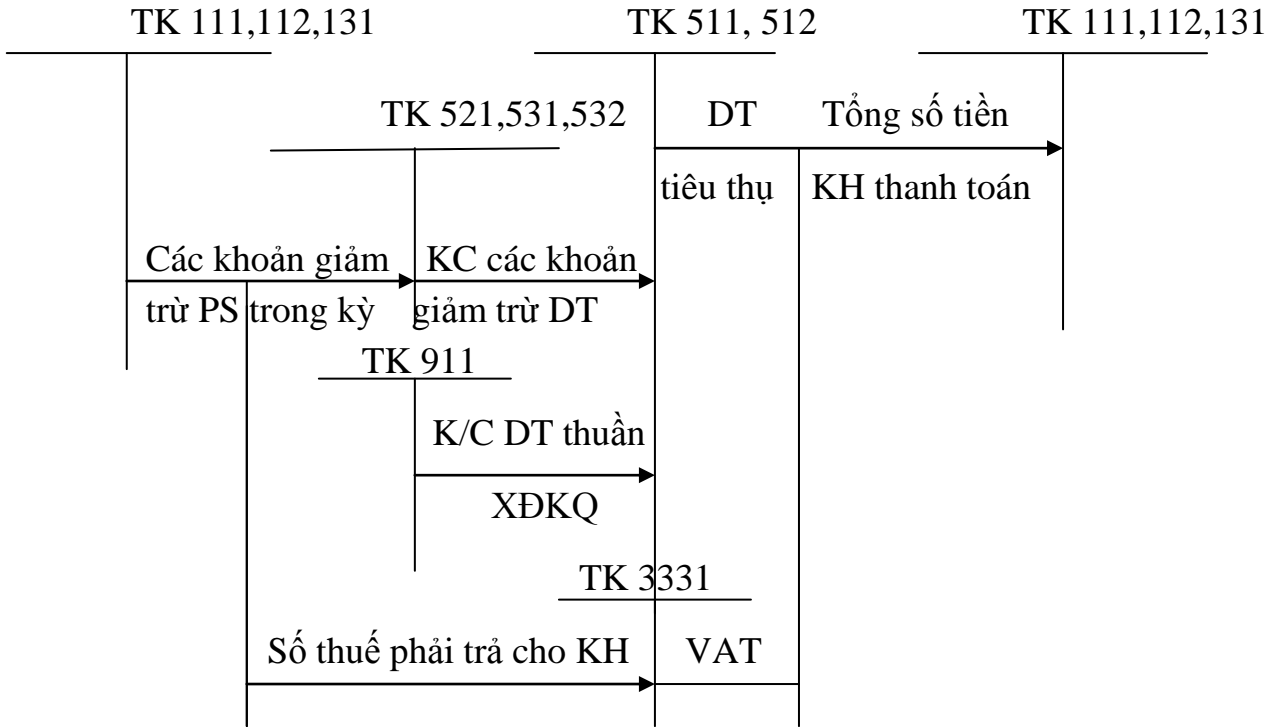 TK 111,112,131
TK 511, 512
TK 111,112,131
TK 521,531,532
DT
Tổng số tiền
tiêu thụ
KH thanh toán
Các khoản giảm
KC các khoản
trừ PS trong kỳ
giảm trừ DT
TK 911
K/C DT thuần
XĐKQ
TK 3331
Số thuế phải trả cho KH
VAT